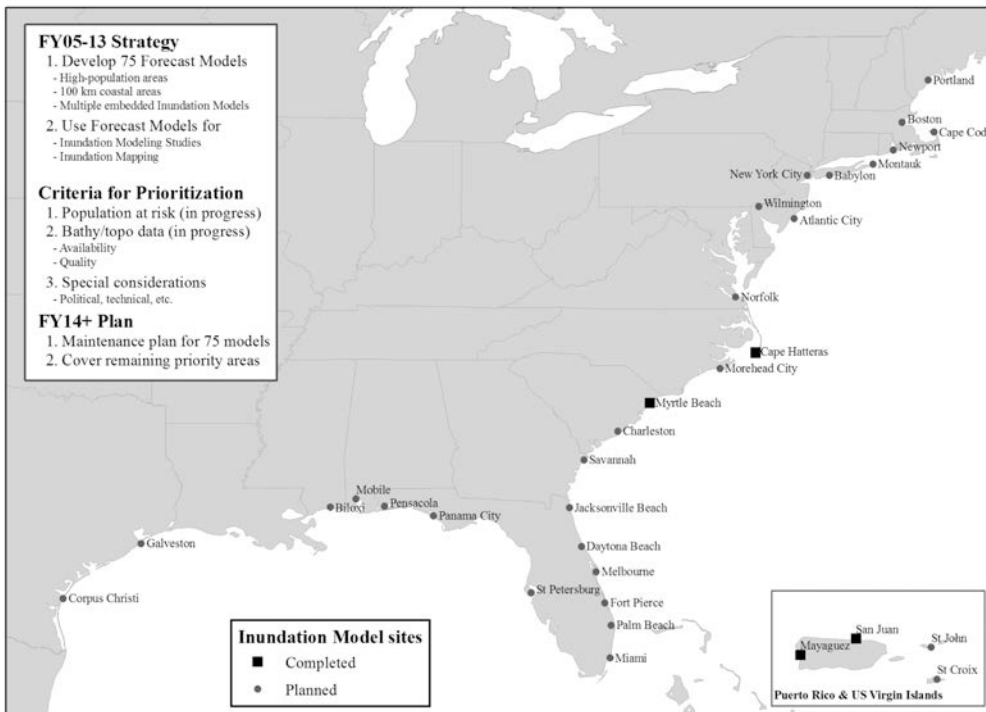 FY05-13 Strategy
1. Develop 75 Forecast Models
- High-population areas
- 100 km coastal areas
- Multiple embedded Inundation Models
2. Use Forecast Models for
- Inundation Modeling Studies
- Inundation Mapping
Criteria for Prioritization
1. Population at risk (in progress)
2. Bathy/topo data (in progress)
- Availability
- Quality
3. Special considerations
- Political, technical, etc.
FY14+ Plan
1. Maintenance plan for 75 models
2. Cover remaining priority areas
Portland
Boston
Cape Cod
Newport
Montauk
New York City
Babylon
Wilmington
Atlantic City
Norfolk
Cape Hatteras
Morehead City
Myrtle Beach
Charleston
Savannah
Mobile
Biloxi
Pensacola
Panama City
Jacksonville Beach
Galveston
Daytona Beach
Melbourne
St Petersburg
Corpus Christi
Fort Pierce
Palm Beach
Miami
Inundation Model sites
Completed
Planned
San Juan
Mayaguez
St John
St Croix
Puerto Rico & US Virgin Islands